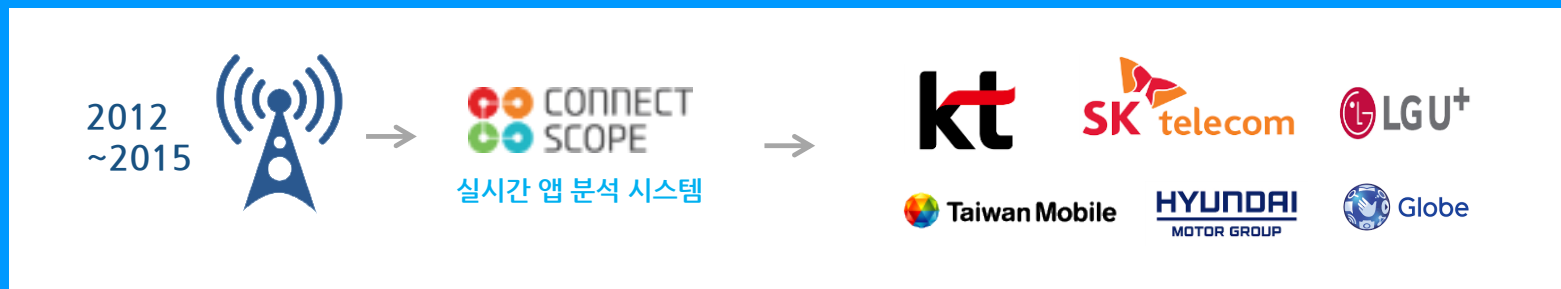 2012
~2015
CONNECT
SCOPE
실시간 앱 분석 시스템
kt
SK telecom
LG U+
Taiwan Mobile
HYUNDAI
MOTOR GROUP
Globe